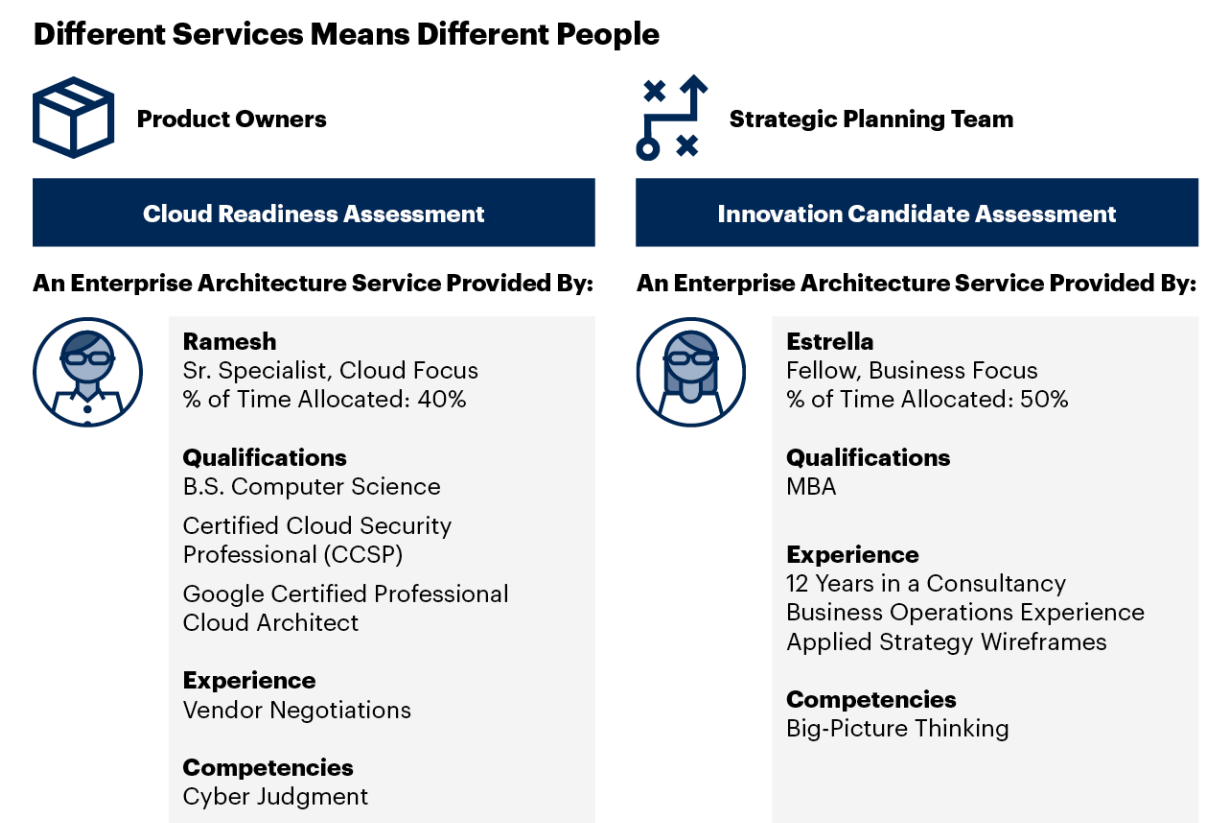 Different Services Means Different People
Product Owners
Cloud Readiness Assessment
An Enterprise Architecture Service Provided By:
Ramesh
Sr. Specialist, Cloud Focus
% of Time Allocated: 40%
Qualifications
B.S. Computer Science
Certified Cloud Security
Professional (CCSP)
Google Certified Professional
Cloud Architect
Experience
Vendor Negotiations
Competencies
Cyber Judgment
Strategic Planning Team
Innovation Candidate Assessment
An Enterprise Architecture Service Provided By:
Estrella
Fellow, Business Focus
% of Time Allocated: 50%
Qualifications
MBA
Experience
12 Years in a Consultancy
Business Operations Experience
Applied Strategy Wireframes
Competencies
Big-Picture Thinking